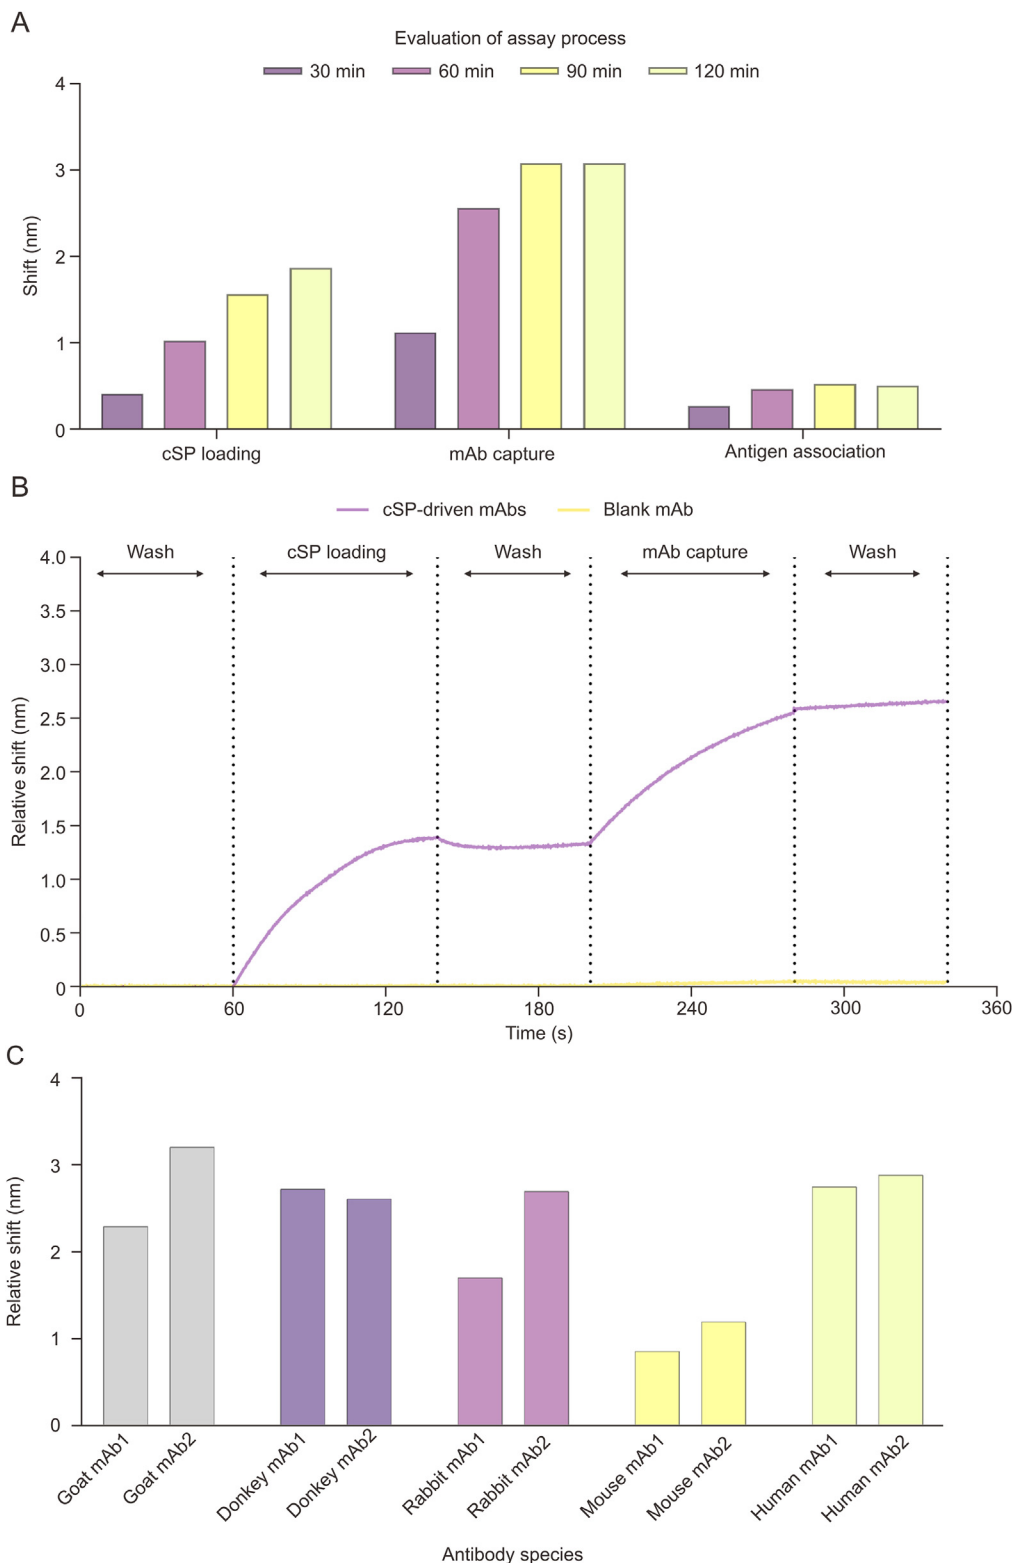 A
Evaluation of assay process
30 min 60 min 90 min 120 min
4
3
2
1
0
Shift (nm)
cSP loading mAb capture Antigen association
B
cSP-driven mAbs Blank mAb
Wash cSP loading Wash mAb capture Wash
4.0
3.5
3.0
2.5
2.0
1.5
1.0
0.5
0
Relative shift (nm)
0 60 120 180 240 300 360
Time (s)
C
4
3
2
1
0
Relative shift (nm)
Goat mAb1
Goat mAb2
Donkey mAb1
Donkey mAb2
Rabbit mAb1
Rabbit mAb2
Mouse mAb1
Mouse mAb2
Human mAb1
Human mAb2
Antibody species